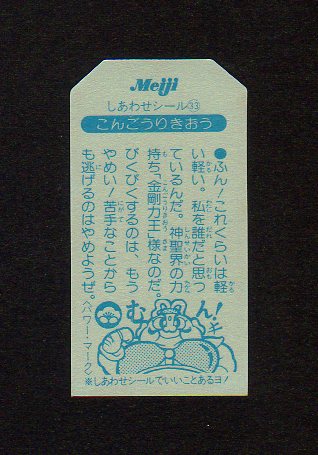 Meiji
しあわせシール㉝
こんごうりきおう
●ふん!これくらいは軽
い軽い。私を誰だと思っ
ているんだ。神聖界の力
持ち「金剛力王」様なのだ。
びくびくするのは、もう
やめい!苦手なことから
も逃げるのはやめようぜ。
〈パワー・マーク〉
むん!
※しあわせシールでいいことあるヨ!